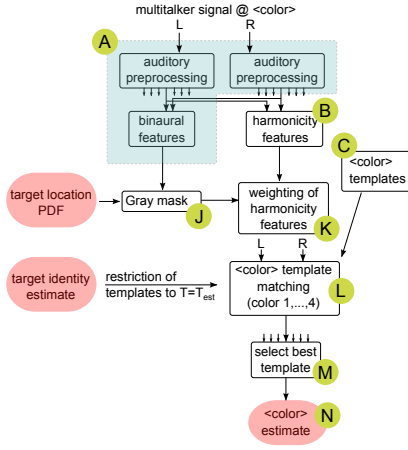 multitalker signal @ <color>
L R
A
auditory
preprocessing
auditory
preprocessing
B
binaural
features
harmonicity
features
C
<color>
templates
target location
PDF
Gray mask
J
weighting of
harmonicity
features
K
L R
target identity
estimate
restriction of
templates to T=Test
<color> template
matching
(color 1,...,4)
L
select best
template
M
<color>
estimate
N